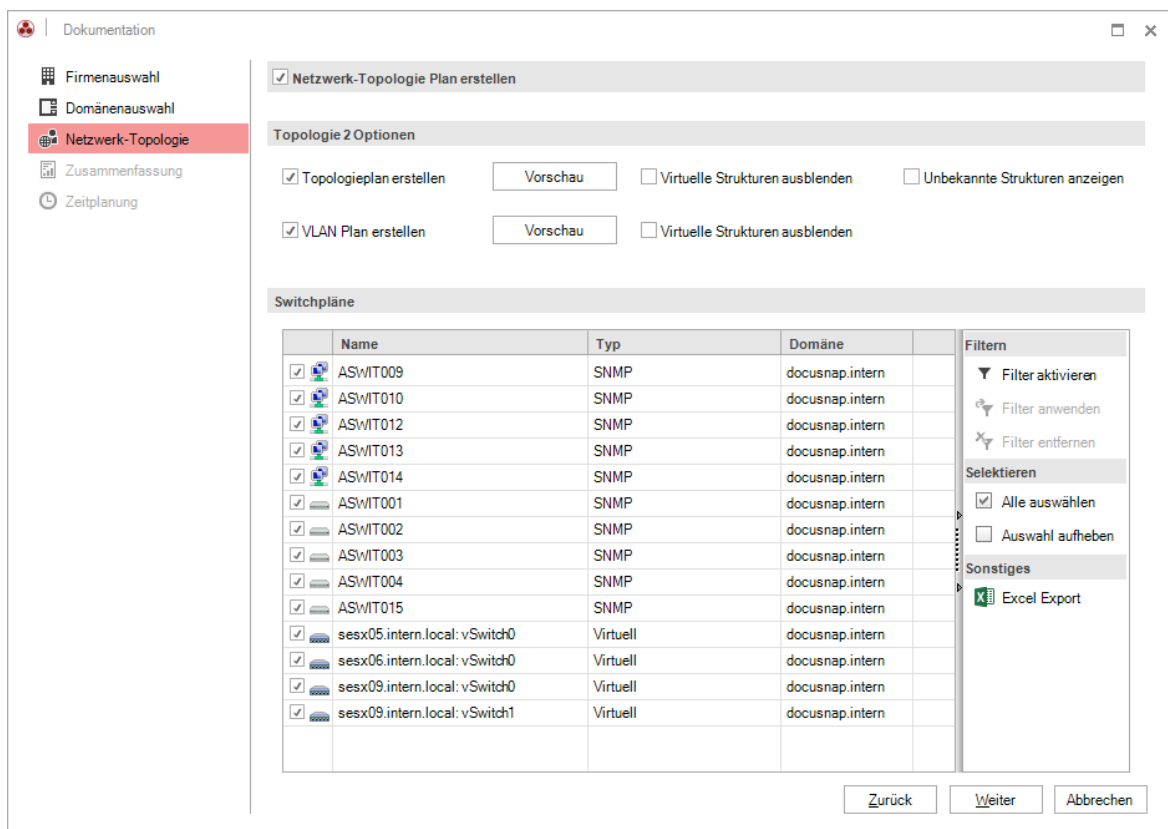 Dokumentation
Firmenauswahl
Domänenauswahl
Netzwerk-Topologie
Zusammenfassung
Zeitplanung
Netzwerk-Topologie Plan erstellen
Topologie 2 Optionen
Topologieplan erstellen Vorschau Virtuelle Strukturen ausblenden Unbekannte Strukturen anzeigen
VLAN Plan erstellen Vorschau Virtuelle Strukturen ausblenden
Switchpläne
Name Typ Domäne
ASWIT009 SNMP docusnap.intern
ASWIT010 SNMP docusnap.intern
ASWIT012 SNMP docusnap.intern
ASWIT013 SNMP docusnap.intern
ASWIT014 SNMP docusnap.intern
ASWIT001 SNMP docusnap.intern
ASWIT002 SNMP docusnap.intern
ASWIT003 SNMP docusnap.intern
ASWIT004 SNMP docusnap.intern
ASWIT015 SNMP docusnap.intern
sesx05.intern.local: vSwitch0 Virtuell docusnap.intern
sesx06.intern.local: vSwitch0 Virtuell docusnap.intern
sesx09.intern.local: vSwitch0 Virtuell docusnap.intern
sesx09.intern.local: vSwitch1 Virtuell docusnap.intern
Filtern
Filter aktivieren
Filter anwenden
Filter entfernen
Selektieren
Alle auswählen
Auswahl aufheben
Sonstiges
Excel Export
Zurück Weiter Abbrechen